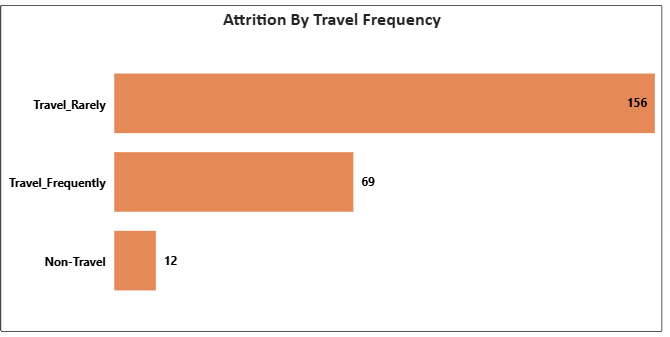 Attrition By Travel Frequency
Travel_Rarely 156
Travel_Frequently 69
Non-Travel 12